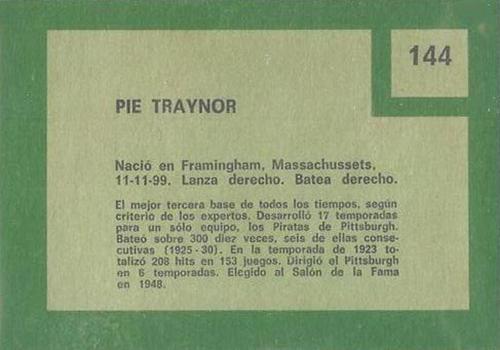 144
PIE TRAYNOR
Nació en Framingham, Massachussets,
11-11-99. Lanza derecho. Batea derecho.
El mejor tercera base de todos los tiempos, según
criterio de los expertos. Desarrolló 17 temporadas
para un sólo equipo, los Piratas de Pittsburgh.
Bateó sobre 300 diez veces, seis de ellas conse-
cutivas (1925-30). En la temporada de 1923 to-
talizó 208 hits en 153 juegos. Dirigió el Pittsburgh
en 6 temporadas. Elegido al Salón de la Fama
en 1948.